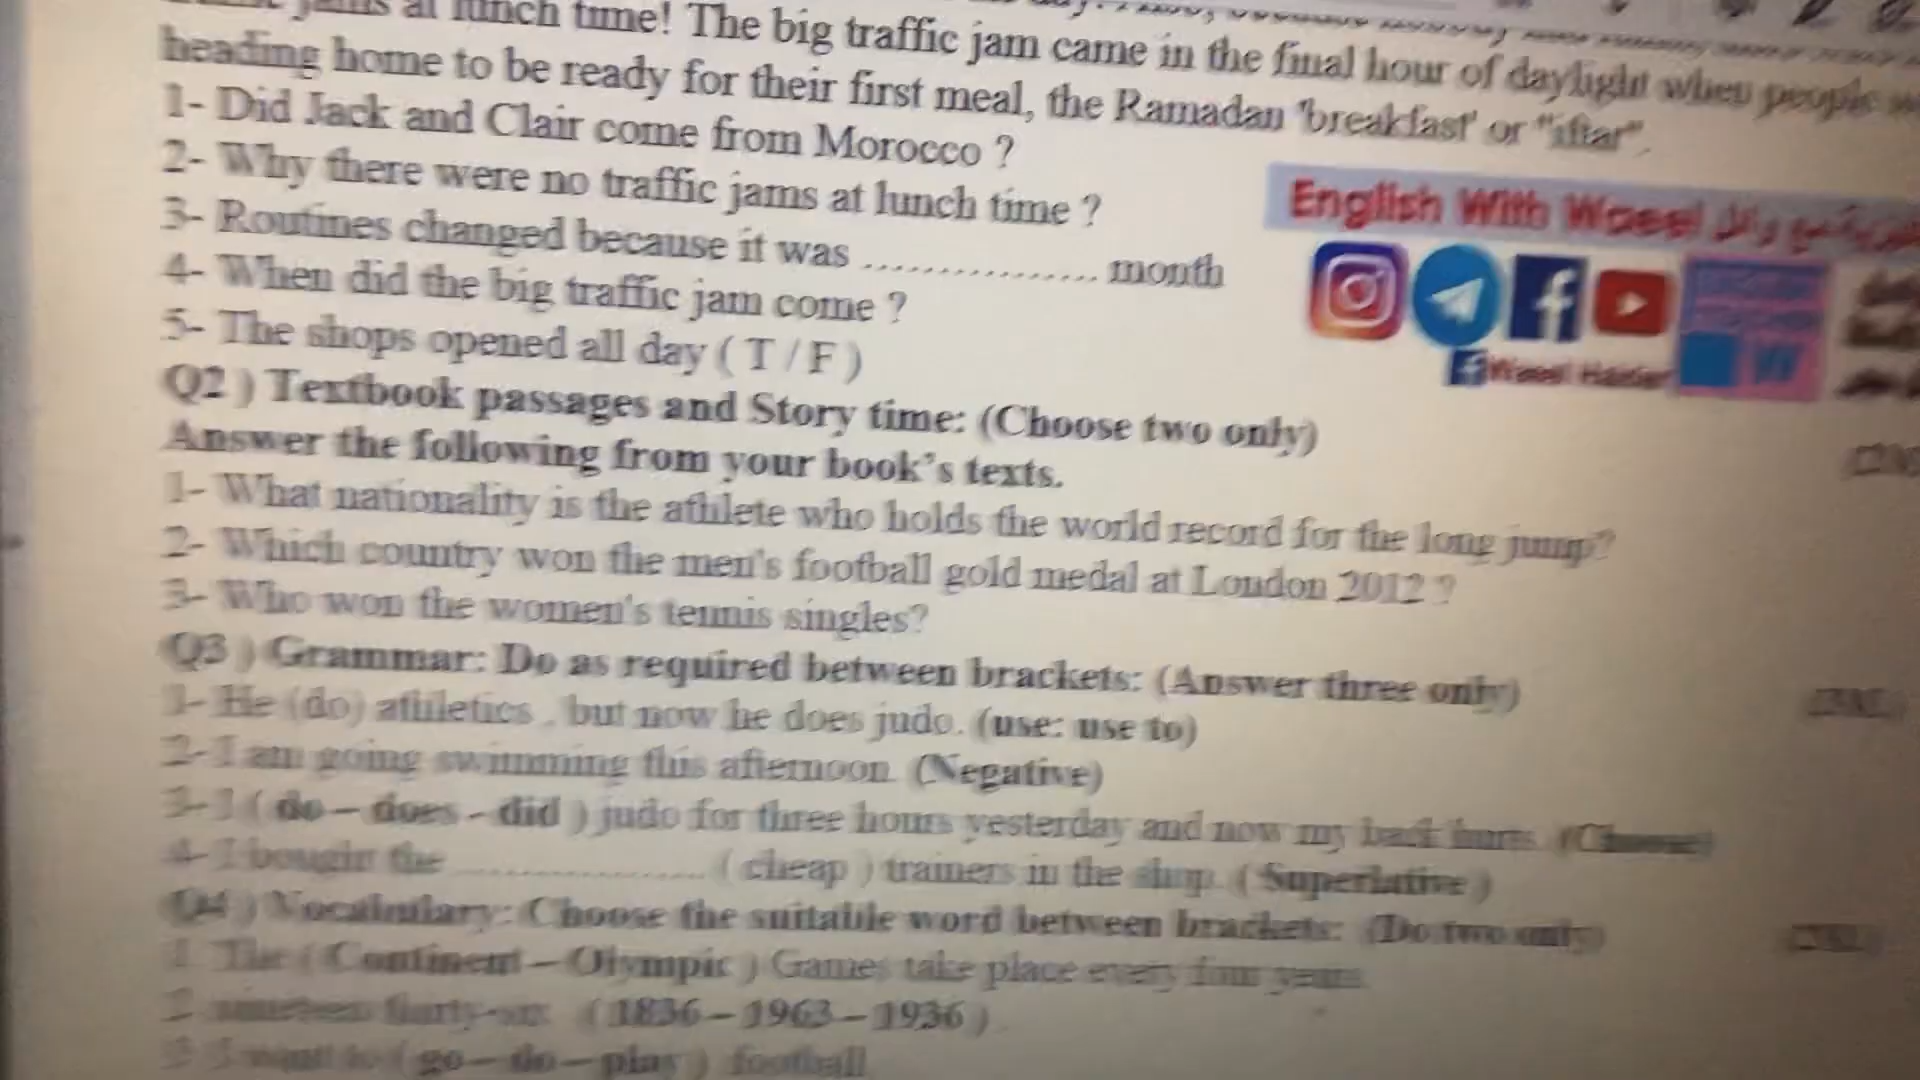 jams at lunch time! The big traffic jam came in the final hour of daylight when people
heading home to be ready for their first meal, the Ramadan 'breakfast' or "iftar".
1- Did Jack and Clair come from Morocco ?
2- Why there were no traffic jams at lunch time ?
3- Routines changed because it was ................ month
4- When did the big traffic jam come ?
5- The shops opened all day ( T / F )
English With Waeel
Q2 ) Textbook passages and Story time: (Choose two only)
Answer the following from your book's texts.
1- What nationality is the athlete who holds the world record for the long jump?
2- Which country won the men's football gold medal at London 2012 ?
3- Who won the women's tennis singles?
Q3 ) Grammar: Do as required between brackets: (Answer three only)
1- He (do) athletics , but now he does judo. (use: use to)
2- I am going swimming this afternoon. (Negative)
3- I ( do – does - did ) judo for three hours yesterday and now my back hurts. (Choose)
4- I bought the ................ ( cheap ) trainers in the shop. ( Superlative )
Q4 ) Vocabulary: Choose the suitable word between brackets: (Do two only)
1 The ( Continent – Olympic ) Games take place every four years.
2 nineteen thirty-six ( 1836 – 1963 – 1936 )
3 I want to ( go – do – play ) football